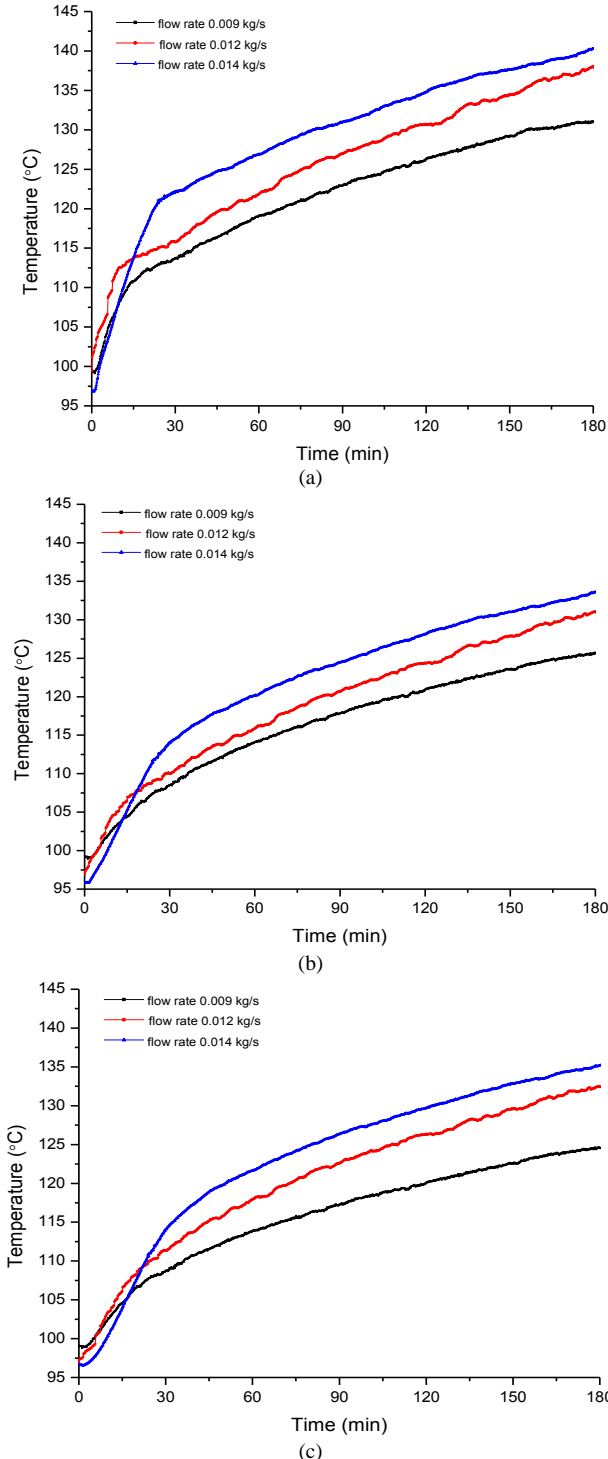 145
140
135
130
125
120
115
110
105
100
95
Temperature (°C)
flow rate 0.009 kg/s
flow rate 0.012 kg/s
flow rate 0.014 kg/s
0 30 60 90 120 150 180
Time (min)
(a)
145
140
135
130
125
120
115
110
105
100
95
Temperature (°C)
flow rate 0.009 kg/s
flow rate 0.012 kg/s
flow rate 0.014 kg/s
0 30 60 90 120 150 180
Time (min)
(b)
145
140
135
130
125
120
115
110
105
100
95
Temperature (°C)
flow rate 0.009 kg/s
flow rate 0.012 kg/s
flow rate 0.014 kg/s
0 30 60 90 120 150 180
Time (min)
(c)